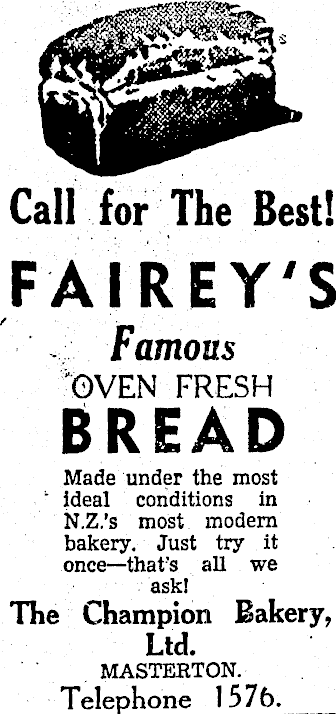 Call for The Best!
FAIREY'S
Famous
OVEN FRESH
BREAD
Made under the most
ideal conditions in
N.Z.'s most modern
bakery. Just try it
once—that's all we
ask!
The Champion Bakery,
Ltd.
MASTERTON.
Telephone 1576.